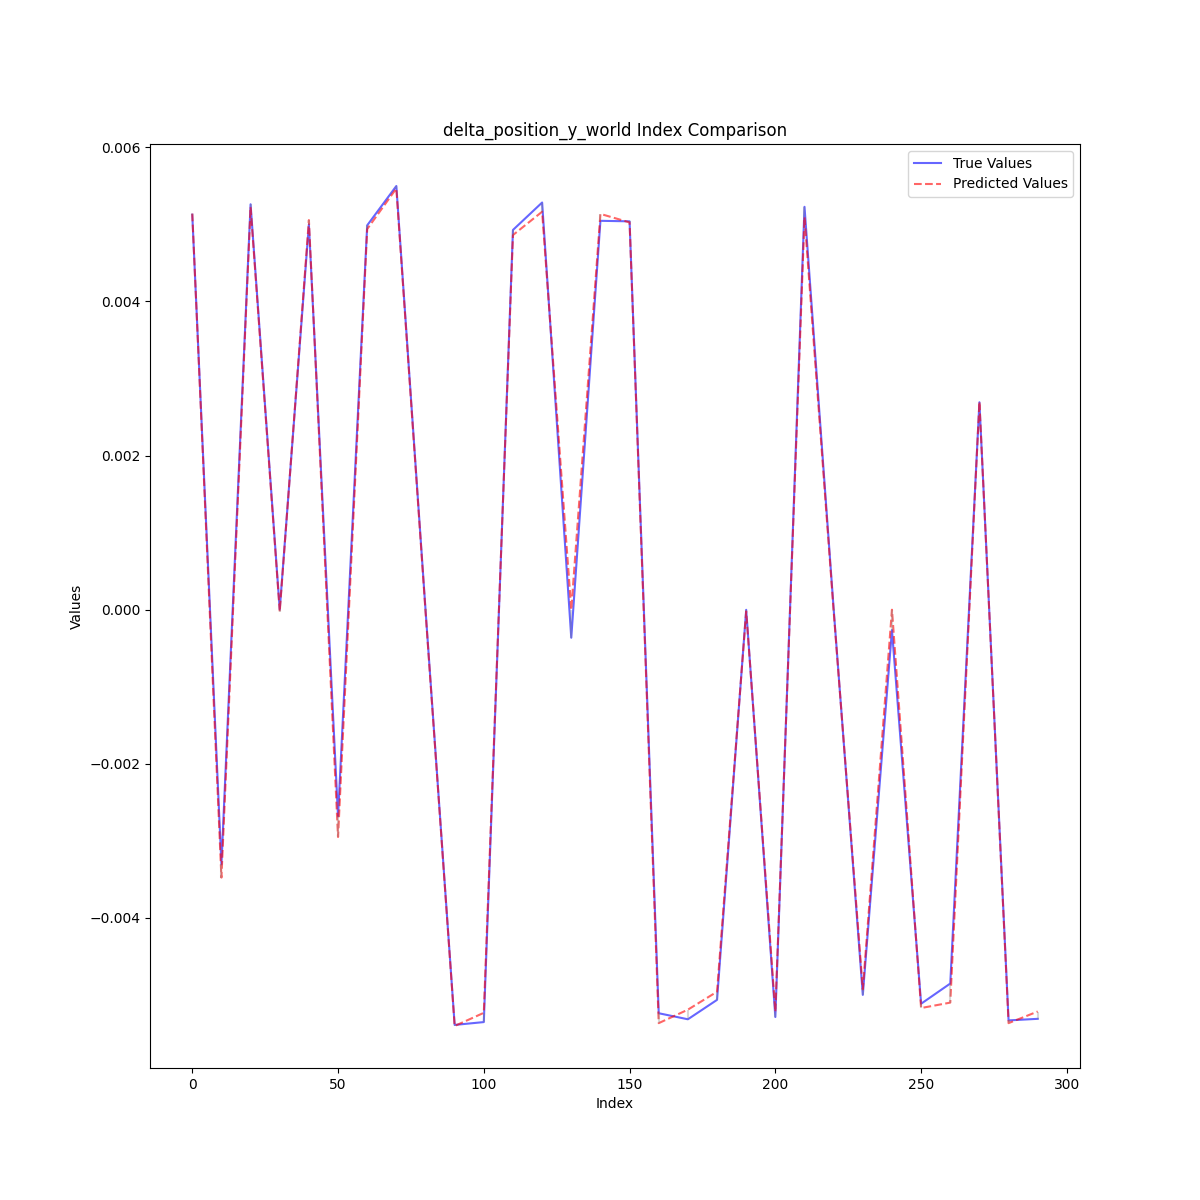 delta_position_y_world Index Comparison
True Values
Predicted Values
0.006
0.004
0.002
0.000
−0.002
−0.004
Values
0 50 100 150 200 250 300
Index